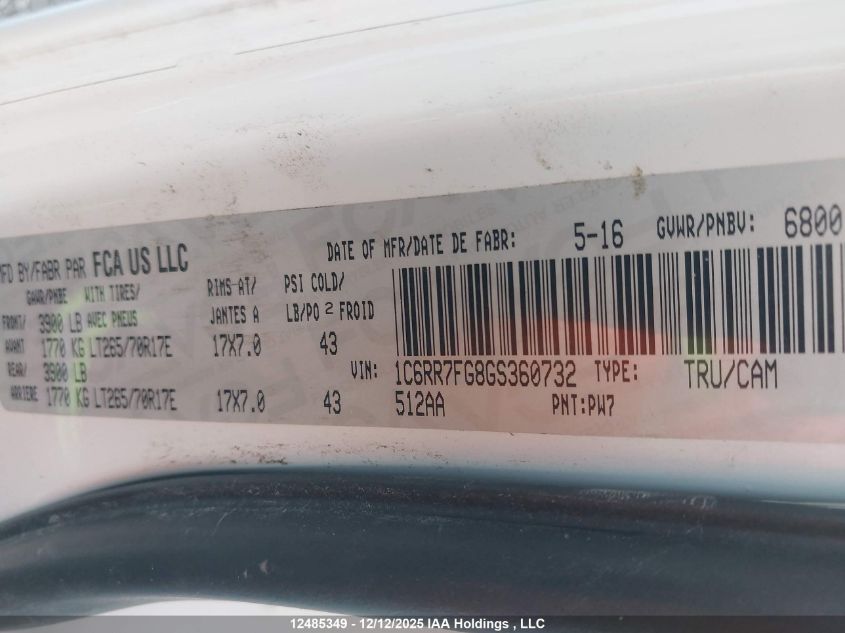 MFD BY/FABR PAR FCA US LLC
DATE OF MFR/DATE DE FABR: 5-16 GVWR/PNBV: 6800
GAWR/PNBE WITH TIRES/ RIMS-AT/ PSI COLD/
FRONT/ 3900 LB AVEC PNEUS JANTES A LB/PO 2 FROID
AVANT 1770 KG LT265/70R17E 17X7.0 43
REAR/ 3900 LB
ARRIERE 1770 KG LT265/70R17E 17X7.0 43
VIN: 1C6RR7FG8GS360732 TYPE: TRU/CAM
512AA PNT:PW7
12485349 - 12/12/2025 IAA Holdings , LLC